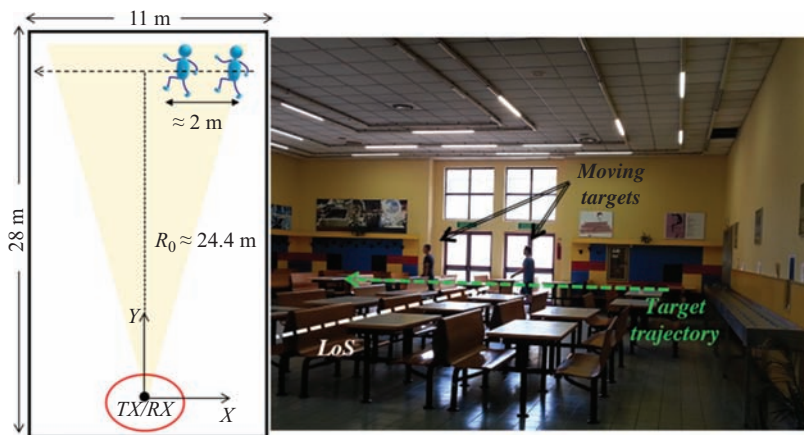 11 m
≈ 2 m
28 m
R₀ ≈ 24.4 m
Y
TX/RX
X
Moving
targets
Target
trajectory
LoS